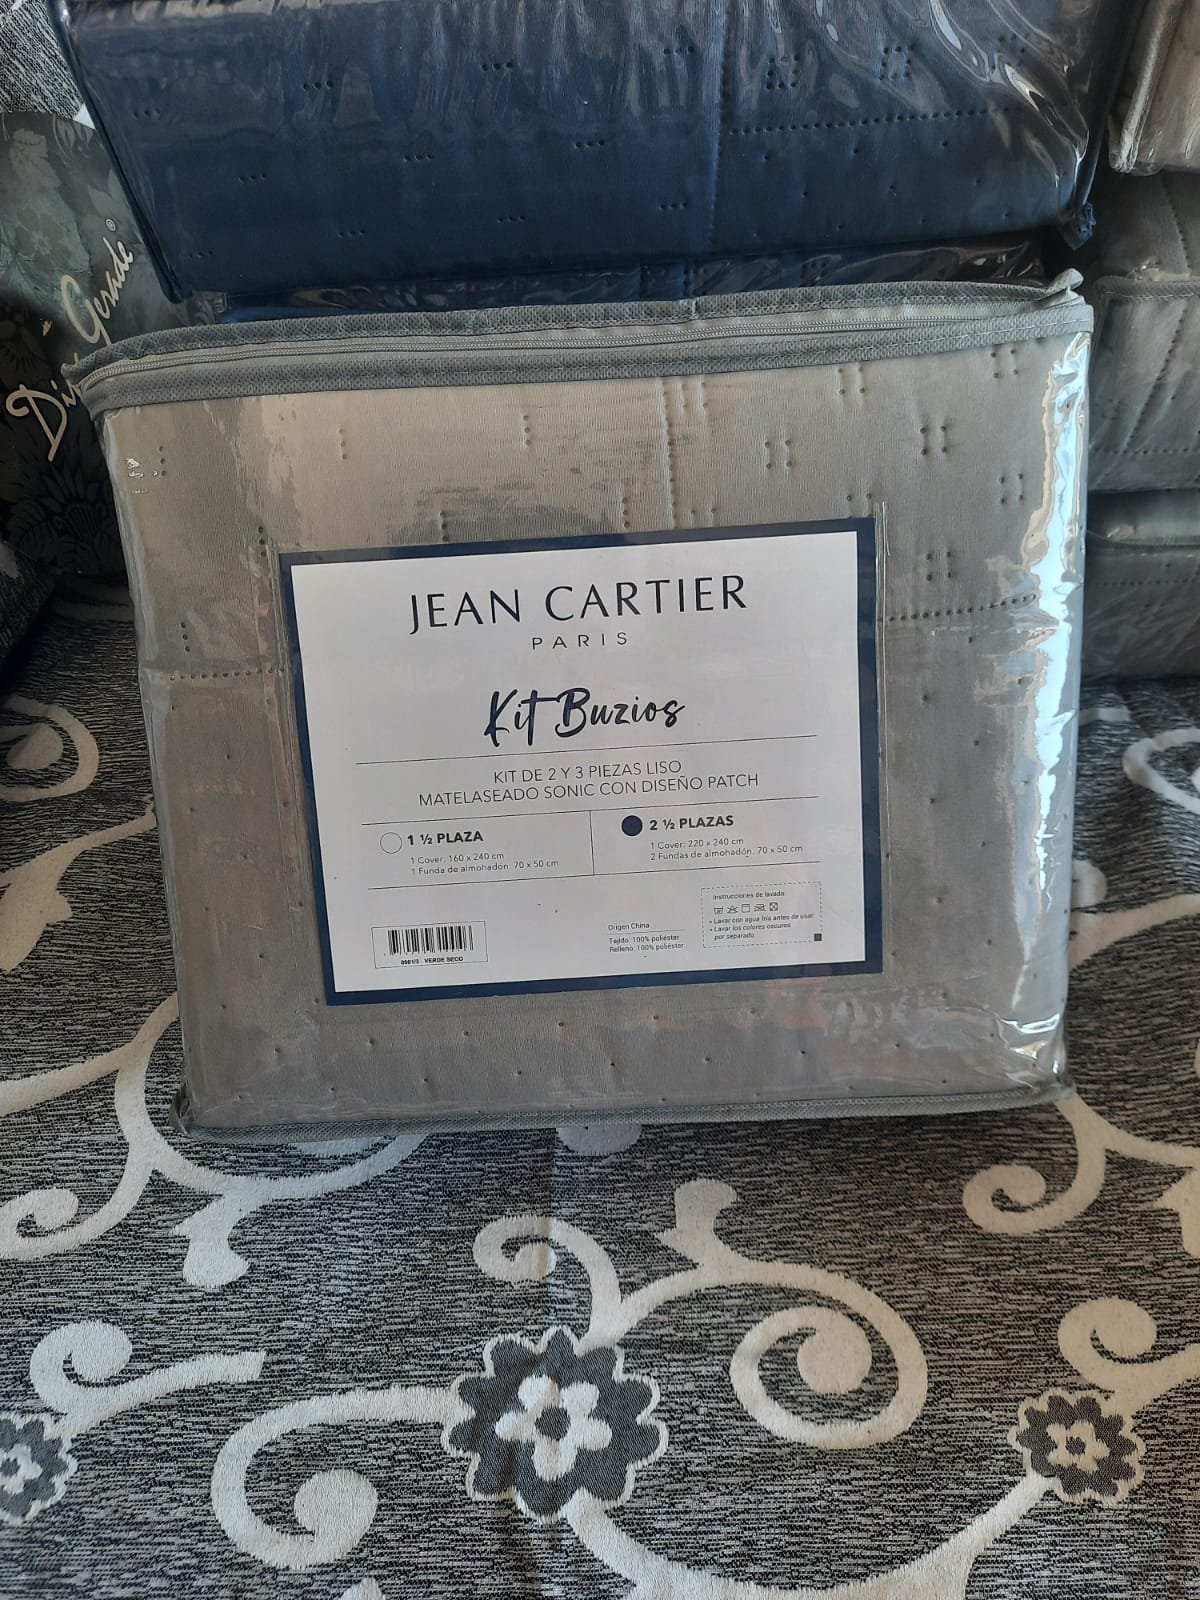 JEAN CARTIER
PARIS
Kit Buzios
KIT DE 2 Y 3 PIEZAS LISO
MATELASEADO SONIC CON DISEÑO PATCH
1 ½ PLAZA
1 Cover: 160 x 240 cm
1 Funda de almohadón: 70 x 50 cm
2 ½ PLAZAS
1 Cover: 220 x 240 cm
2 Fundas de almohadón: 70 x 50 cm
VERDE SECO
Origen China
Tejido: 100% poliéster
Relleno: 100% poliéster
Instrucciones de lavado
• Lavar con agua fría antes de usar
• Lavar los colores oscuros
por separado.
Gerude®